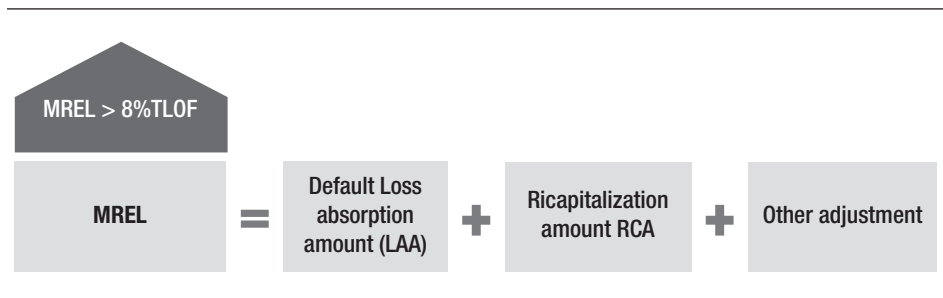 MREL > 8%TLOF
MREL
=
Default Loss
absorption
amount (LAA)
+
Ricapitalization
amount RCA
+
Other adjustment